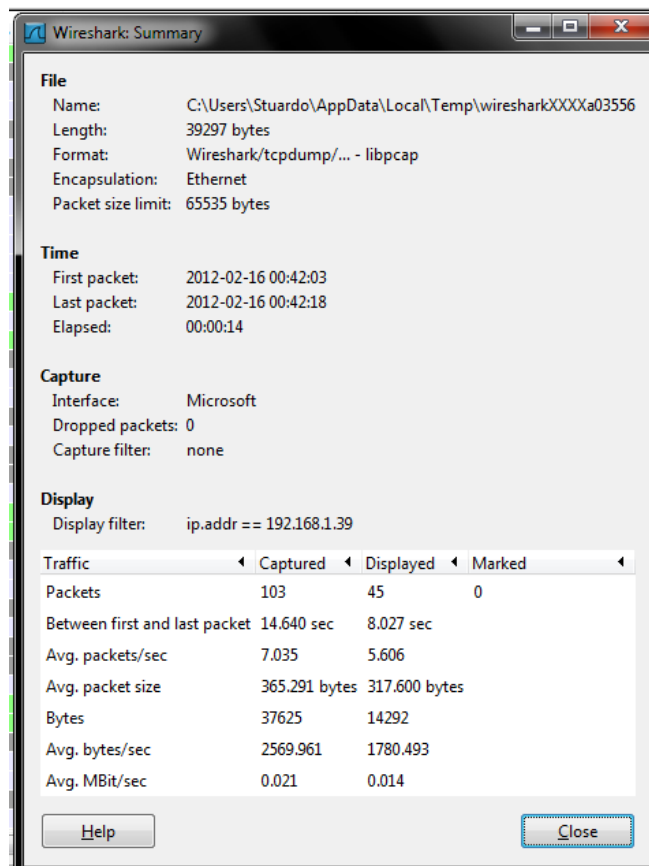 Wireshark: Summary
File
Name: C:\Users\Stuardo\AppData\Local\Temp\wiresharkXXXXa03556
Length: 39297 bytes
Format: Wireshark/tcpdump/... - libpcap
Encapsulation: Ethernet
Packet size limit: 65535 bytes
Time
First packet: 2012-02-16 00:42:03
Last packet: 2012-02-16 00:42:18
Elapsed: 00:00:14
Capture
Interface: Microsoft
Dropped packets: 0
Capture filter: none
Display
Display filter: ip.addr == 192.168.1.39
Traffic Captured Displayed Marked
Packets 103 45 0
Between first and last packet 14.640 sec 8.027 sec
Avg. packets/sec 7.035 5.606
Avg. packet size 365.291 bytes 317.600 bytes
Bytes 37625 14292
Avg. bytes/sec 2569.961 1780.493
Avg. MBit/sec 0.021 0.014
Help Close